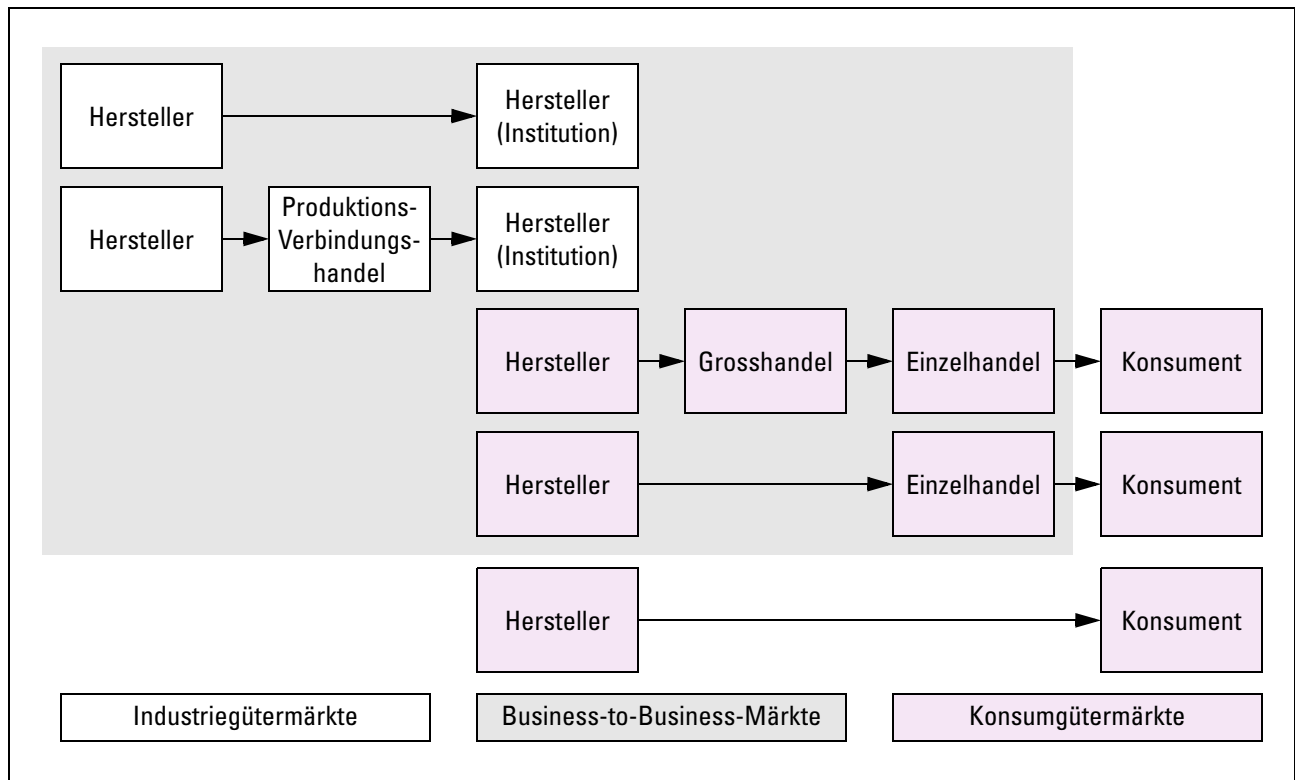 Hersteller
Hersteller
(Institution)
Hersteller
Produktions-
Verbindungs-
handel
Hersteller
(Institution)
Hersteller
Grosshandel
Einzelhandel
Konsument
Hersteller
Einzelhandel
Konsument
Hersteller
Konsument
Industriegütermärkte
Business-to-Business-Märkte
Konsumgütermärkte